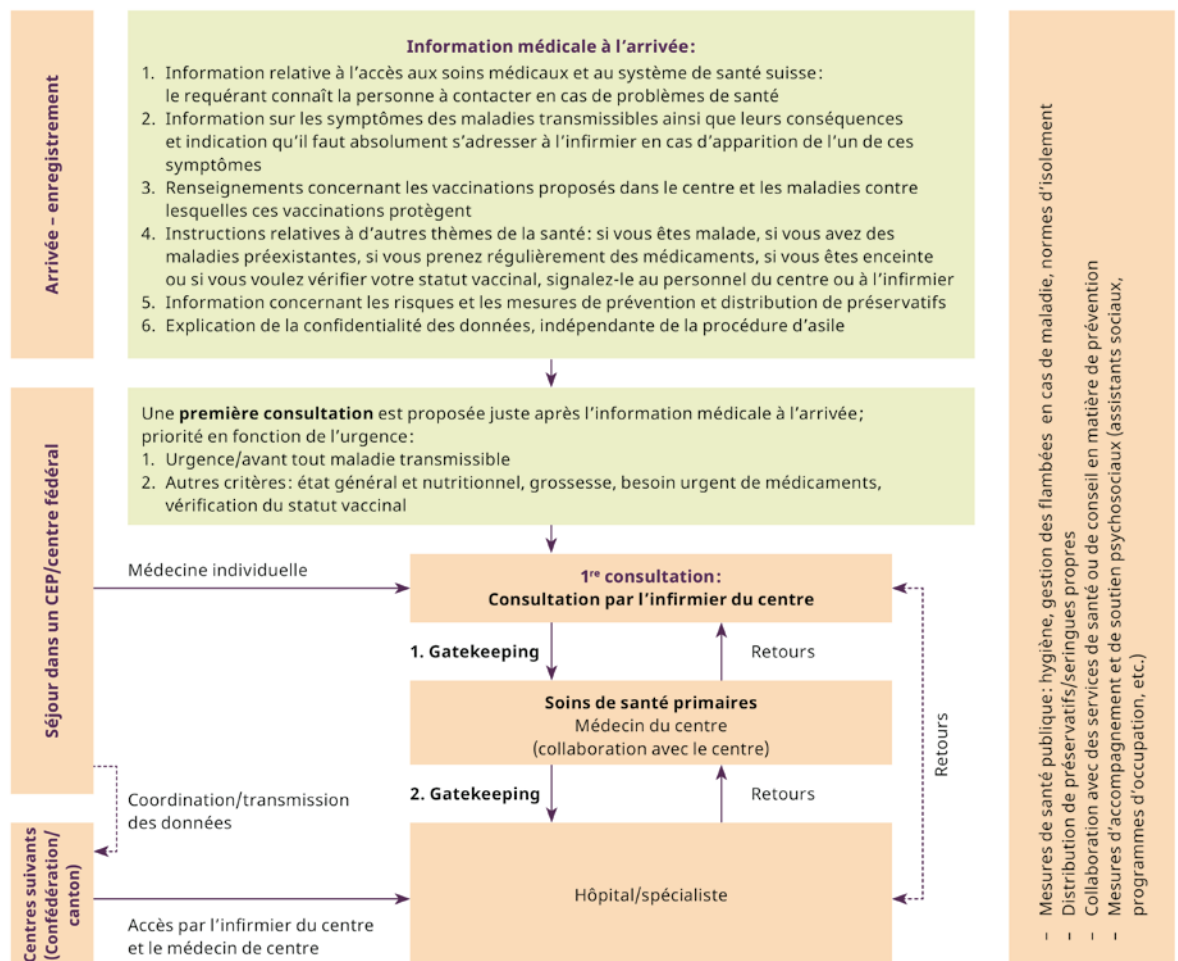 Arrivée – enregistrement
Information médicale à l’arrivée:
1. Information relative à l’accès aux soins médicaux et au système de santé suisse:
le requérant connaît la personne à contacter en cas de problèmes de santé
2. Information sur les symptômes des maladies transmissibles ainsi que leurs conséquences
et indication qu’il faut absolument s’adresser à l’infirmier en cas d’apparition de l’un de ces
symptômes
3. Renseignements concernant les vaccinations proposés dans le centre et les maladies contre
lesquelles ces vaccinations protègent
4. Instructions relatives à d’autres thèmes de la santé: si vous êtes malade, si vous avez des
maladies préexistantes, si vous prenez régulièrement des médicaments, si vous êtes enceinte
ou si vous voulez vérifier votre statut vaccinal, signalez-le au personnel du centre ou à l’infirmier
5. Information concernant les risques et les mesures de prévention et distribution de préservatifs
6. Explication de la confidentialité des données, indépendante de la procédure d’asile
Séjour dans un CEP/centre fédéral
Une première consultation est proposée juste après l’information médicale à l’arrivée;
priorité en fonction de l’urgence:
1. Urgence/avant tout maladie transmissible
2. Autres critères: état général et nutritionnel, grossesse, besoin urgent de médicaments,
vérification du statut vaccinal
Médecine individuelle
1re consultation:
Consultation par l’infirmier du centre
1. Gatekeeping
Retours
Soins de santé primaires
Médecin du centre
(collaboration avec le centre)
2. Gatekeeping
Retours
Retours
Coordination/transmission
des données
Centres suivants
(Confédération/
canton)
Hôpital/spécialiste
Accès par l’infirmier du centre
et le médecin de centre
– Mesures de santé publique: hygiène, gestion des flambées en cas de maladie, normes d’isolement
– Distribution de préservatifs/seringues propres
– Collaboration avec des services de santé ou de conseil en matière de prévention
– Mesures d’accompagnement et de soutien psychosociaux (assistants sociaux,
programmes d’occupation, etc.)